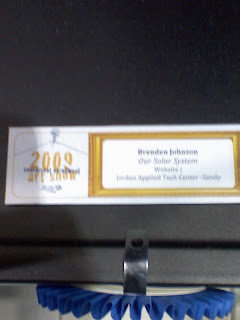 2009
ART SHOW
Brenden Johnson
Our Solar System
Website
Jordan Applied Tech Center-Sandy